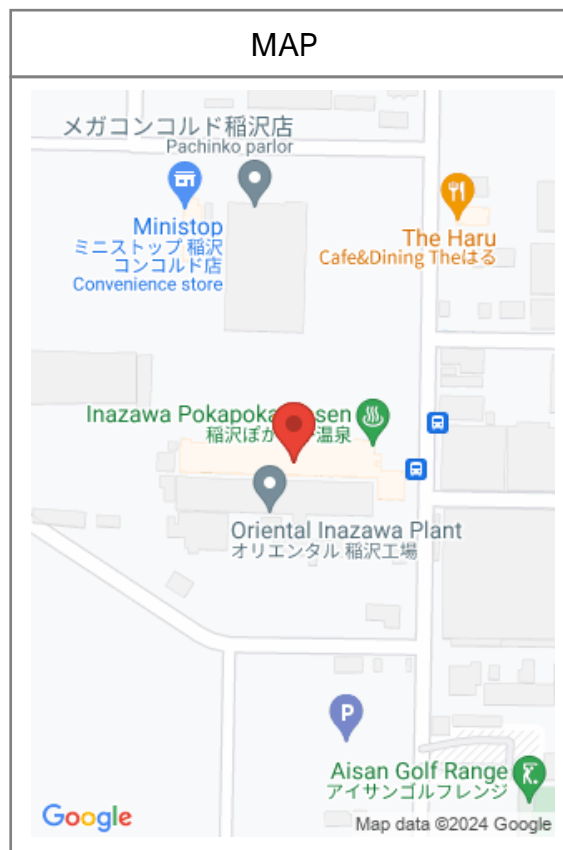 MAP
メガコンコルド稲沢店
Pachinko parlor
Ministop
ミニストップ 稲沢
コンコルド店
Convenience store
The Haru
Cafe&Dining Theはる
Inazawa Pokapoka sen
稲沢ぽか 温泉
Oriental Inazawa Plant
オリエンタル 稲沢工場
P
Aisan Golf Range
アイサンゴルフレンジ
Google
Map data ©2024 Google